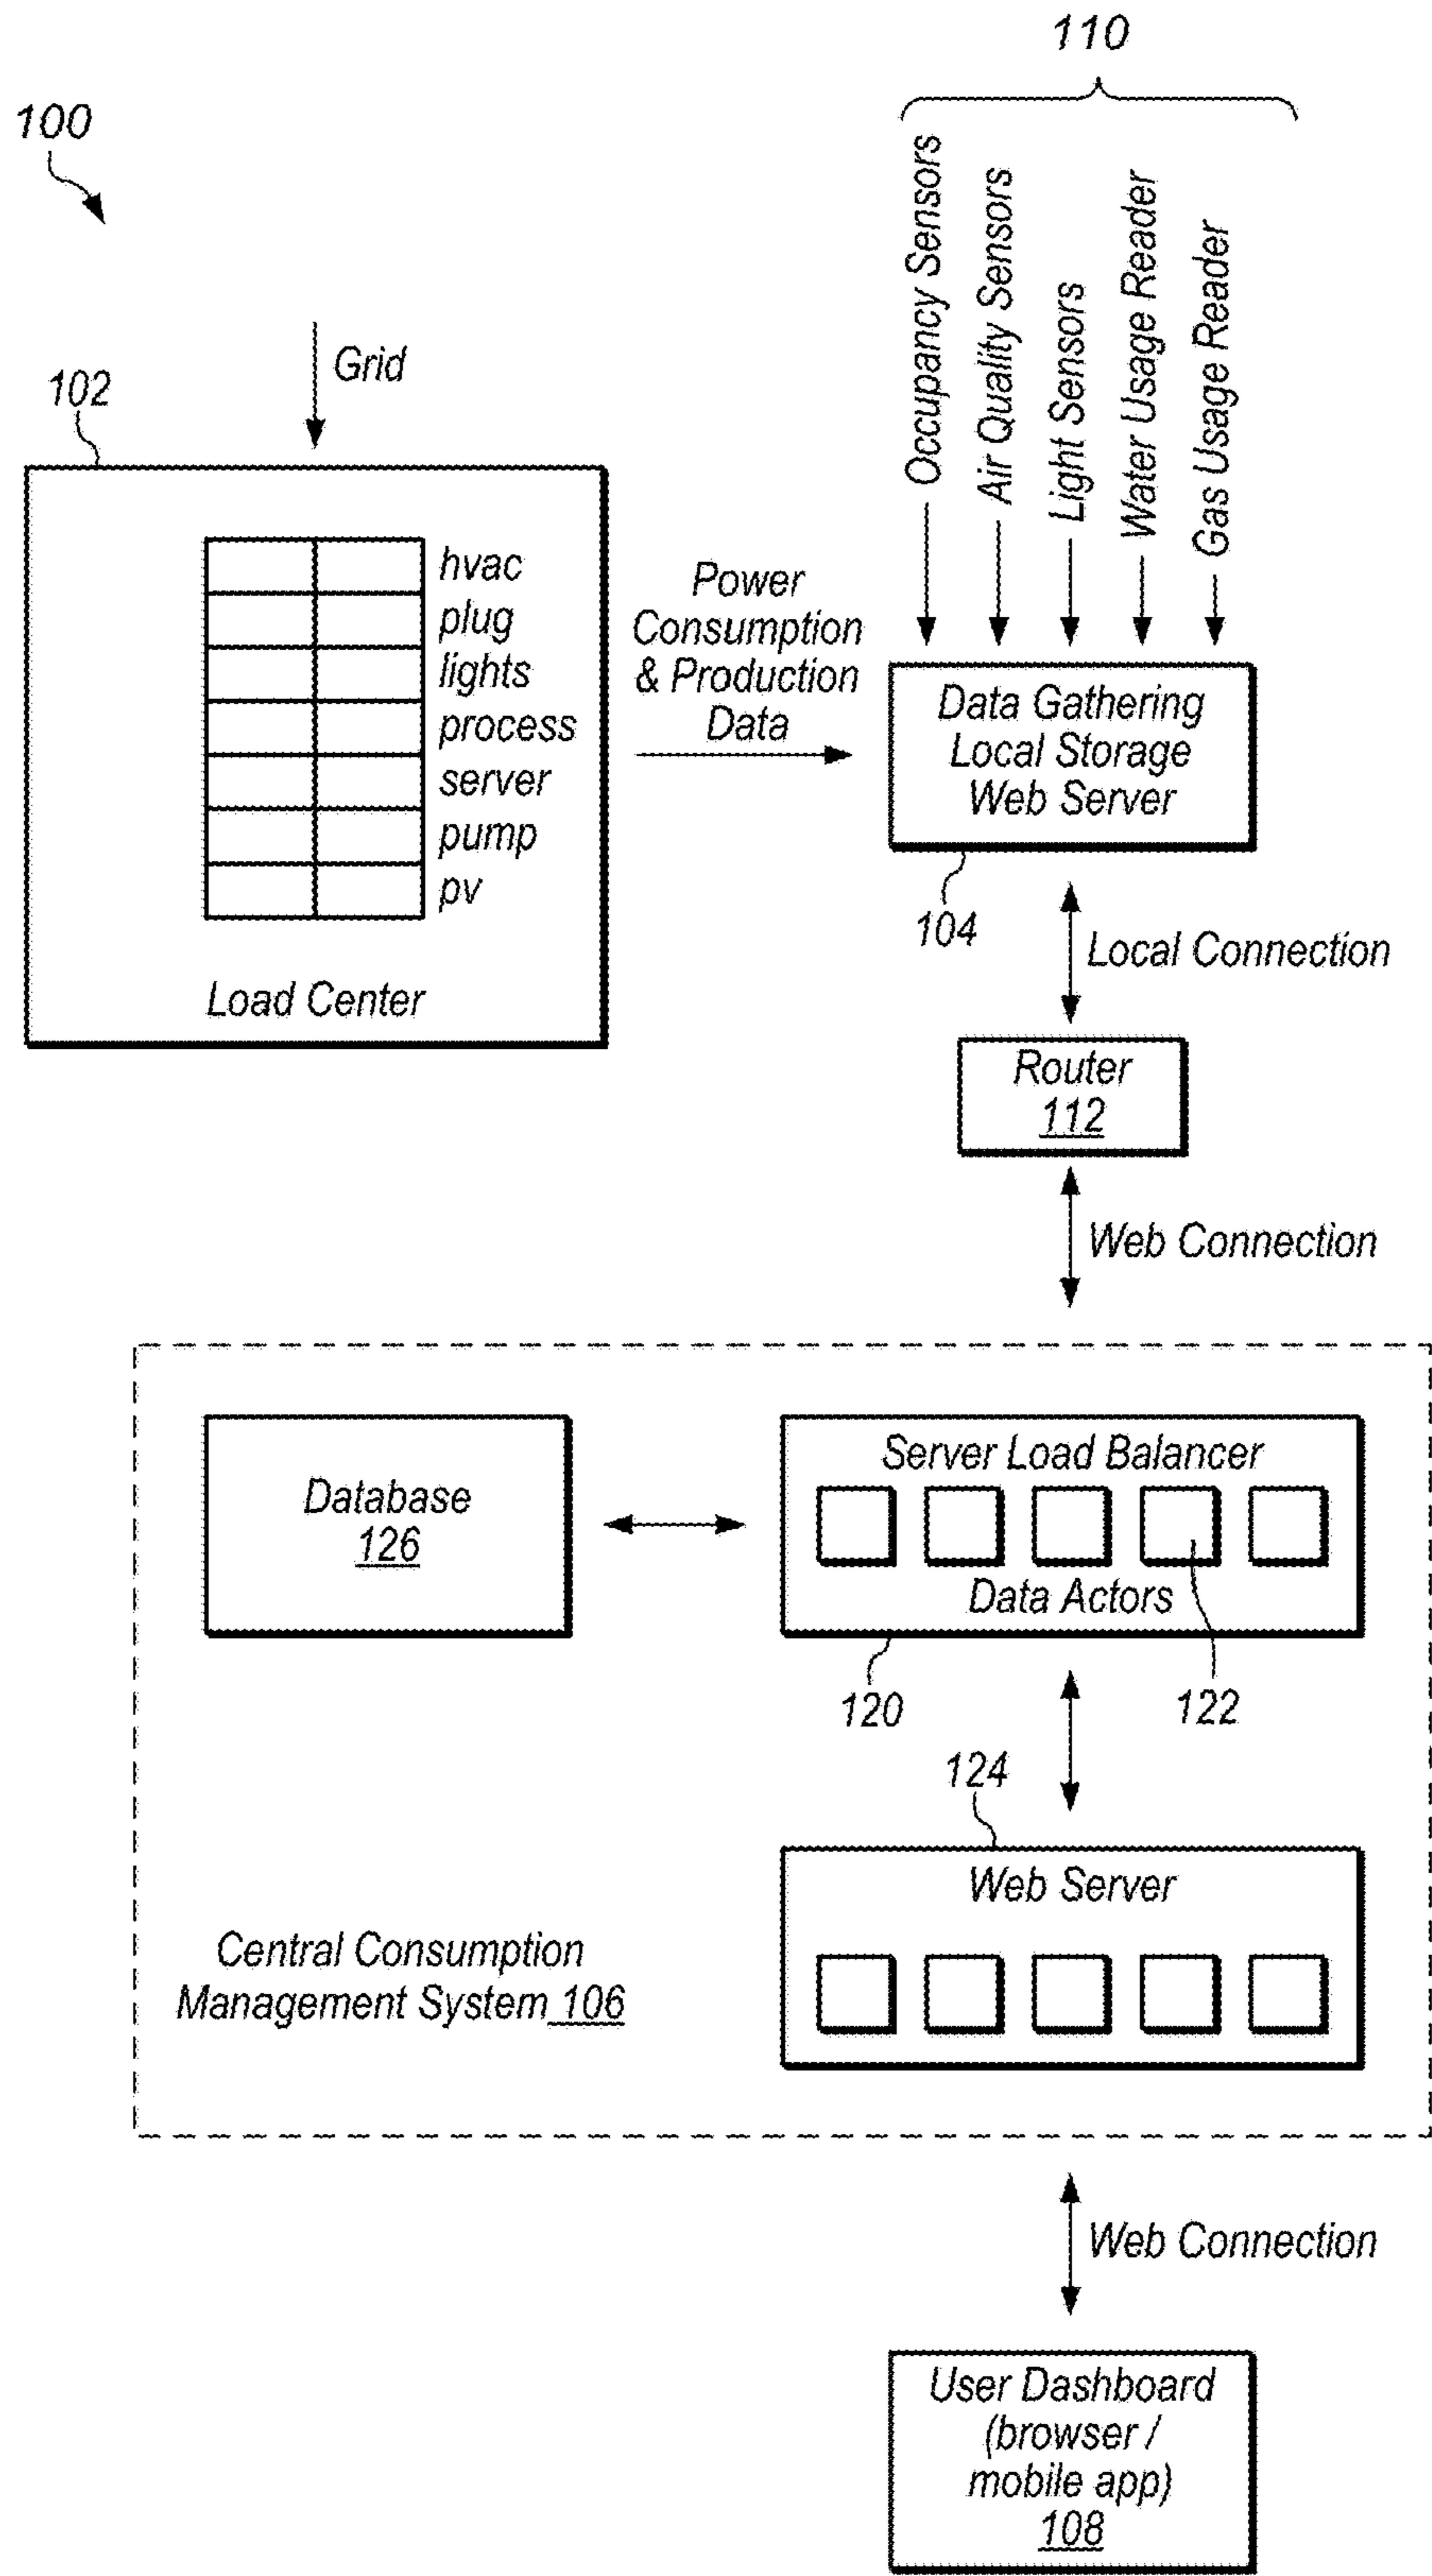 110
100
Occupancy Sensors
Air Quality Sensors
Light Sensors
Water Usage Reader
Gas Usage Reader
Grid
102
hvac
plug
lights
process
server
pump
pv
Load Center
Power
Consumption
& Production
Data
Data Gathering
Local Storage
Web Server
104
Local Connection
Router
112
Web Connection
Database
126
Server Load Balancer
Data Actors
120
122
124
Web Server
Central Consumption
Management System 106
Web Connection
User Dashboard
(browser /
mobile app)
108